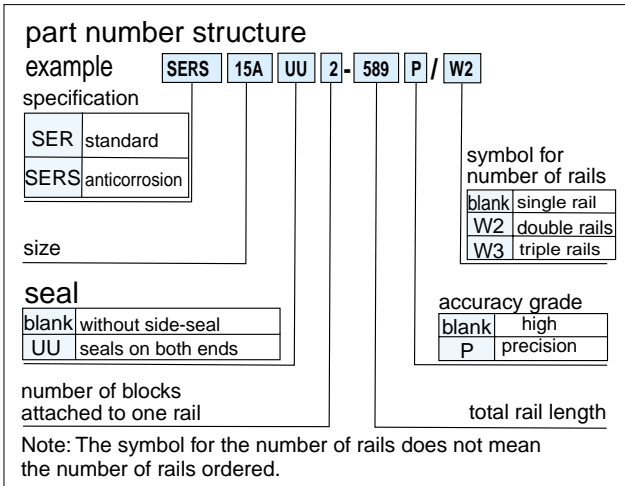 part number structure
example SERS 15A UU 2 - 589 P / W2
specification
SER standard
SERS anticorrosion
symbol for
number of rails
blank single rail
W2 double rails
W3 triple rails
size
seal
blank without side-seal
UU seals on both ends
accuracy grade
blank high
P precision
number of blocks
attached to one rail
total rail length
Note: The symbol for the number of rails does not mean
the number of rails ordered.